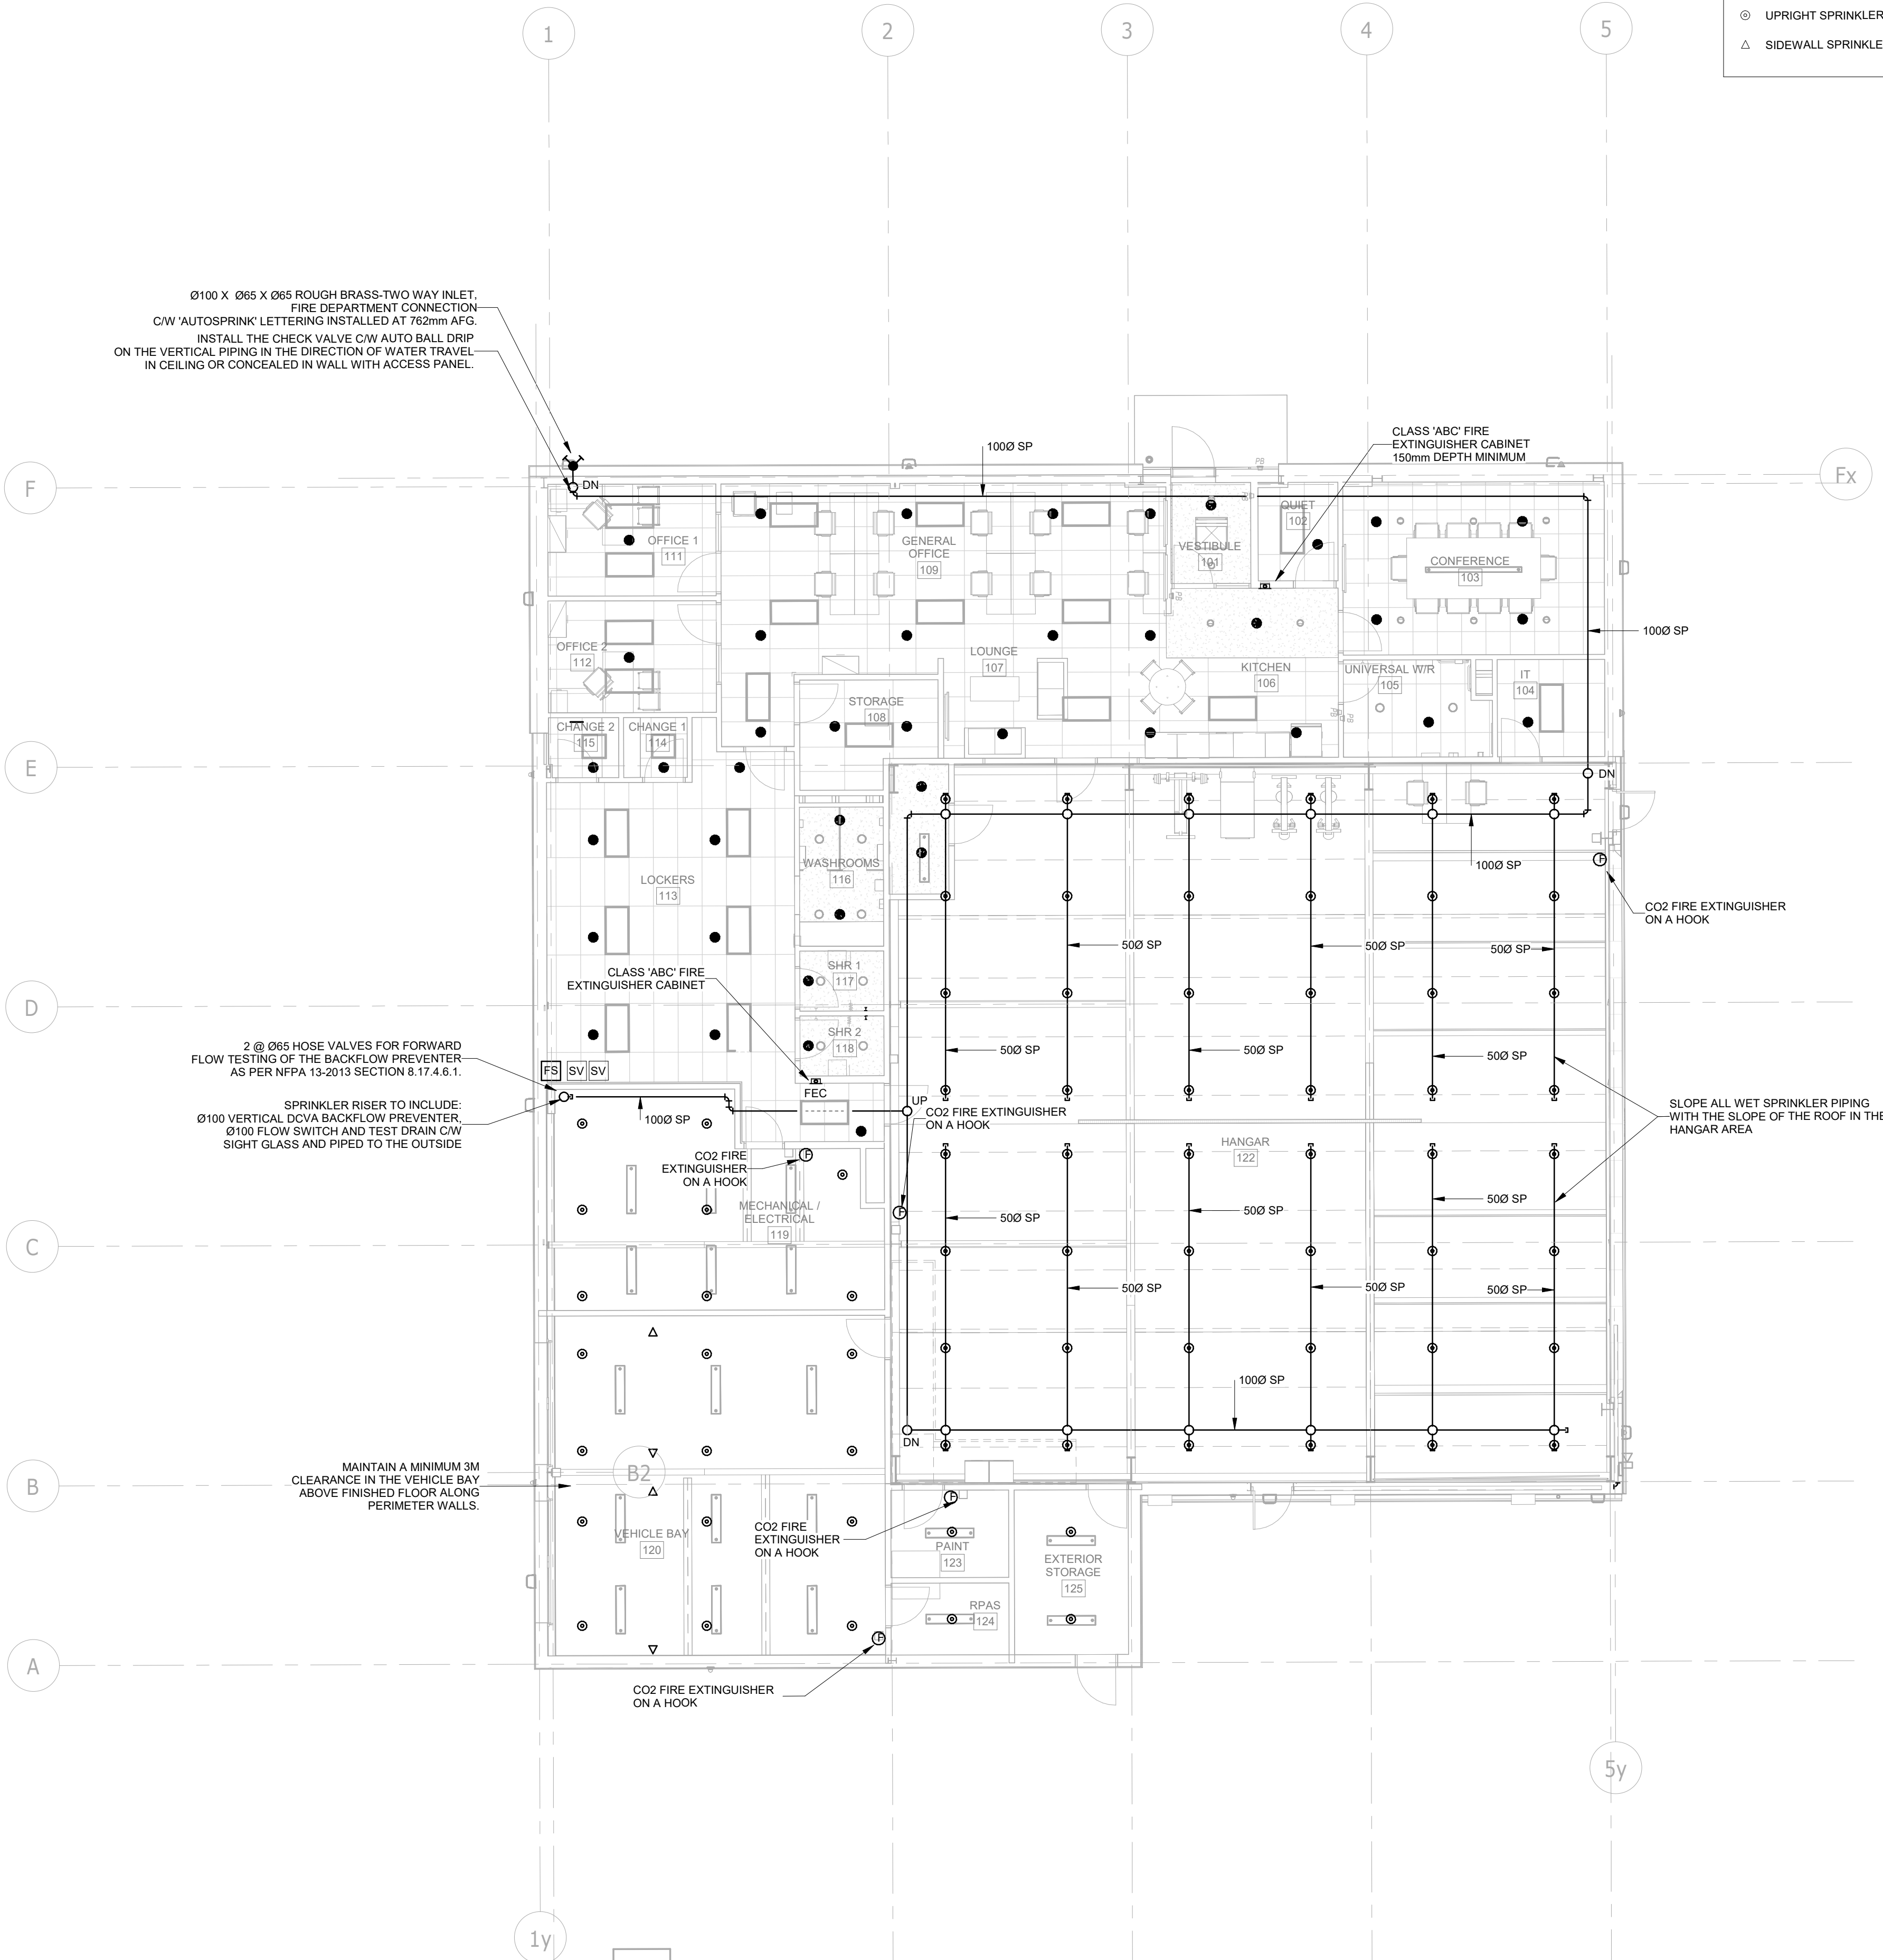 UPRIGHT SPRINKLER
SIDEWALL SPRINKLE
1
2
3
4
5
Ø100 X Ø65 X Ø65 ROUGH BRASS-TWO WAY INLET,
FIRE DEPARTMENT CONNECTION
C/W 'AUTOSPRINK' LETTERING INSTALLED AT 762mm AFG.
INSTALL THE CHECK VALVE C/W AUTO BALL DRIP
ON THE VERTICAL PIPING IN THE DIRECTION OF WATER TRAVEL
IN CEILING OR CONCEALED IN WALL WITH ACCESS PANEL.
100Ø SP
CLASS 'ABC' FIRE
EXTINGUISHER CABINET
150mm DEPTH MINIMUM
F
Fx
DN
PB
PB
QUIET
102
OFFICE 1
111
GENERAL
OFFICE
109
VESTIBULE
101
CONFERENCE
103
PB
100Ø SP
OFFICE 2
112
LOUNGE
107
KITCHEN
106
UNIVERSAL W/R
105
IT
104
STORAGE
108
PB
PB
CHANGE 2
115
CHANGE 1
114
E
DN
100Ø SP
WASHROOMS
116
LOCKERS
113
F
CO2 FIRE EXTINGUISHER
ON A HOOK
50Ø SP
50Ø SP
50Ø SP
CLASS 'ABC' FIRE
EXTINGUISHER CABINET
SHR 1
117
D
SHR 2
118
2 @ Ø65 HOSE VALVES FOR FORWARD
FLOW TESTING OF THE BACKFLOW PREVENTER
AS PER NFPA 13-2013 SECTION 8.17.4.6.1.
FS
SV
SV
50Ø SP
50Ø SP
50Ø SP
FEC
SPRINKLER RISER TO INCLUDE:
Ø100 VERTICAL DCVA BACKFLOW PREVENTER,
Ø100 FLOW SWITCH AND TEST DRAIN C/W
SIGHT GLASS AND PIPED TO THE OUTSIDE
100Ø SP
UP
CO2 FIRE EXTINGUISHER
ON A HOOK
SLOPE ALL WET SPRINKLER PIPING
WITH THE SLOPE OF THE ROOF IN THE
HANGAR AREA
HANGAR
122
CO2 FIRE
EXTINGUISHER
ON A HOOK
F
MECHANICAL /
ELECTRICAL
119
F
50Ø SP
50Ø SP
50Ø SP
C
50Ø SP
50Ø SP
50Ø SP
100Ø SP
DN
MAINTAIN A MINIMUM 3M
CLEARANCE IN THE VEHICLE BAY
ABOVE FINISHED FLOOR ALONG
PERIMETER WALLS.
B2
B
F
CO2 FIRE
EXTINGUISHER
ON A HOOK
VEHICLE BAY
120
PAINT
123
EXTERIOR
STORAGE
125
RPAS
124
F
A
CO2 FIRE EXTINGUISHER
ON A HOOK
5y
1y